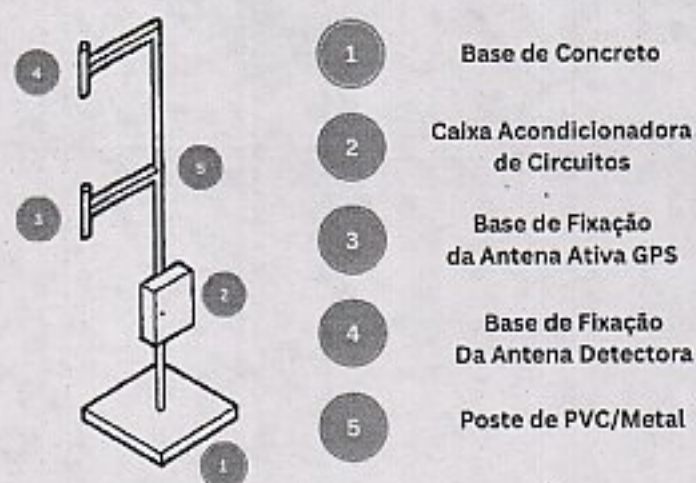 4
5
3
2
1
1 Base de Concreto
2 Caixa Acondicionadora
de Circuitos
3 Base de Fixação
da Antena Ativa GPS
4 Base de Fixação
Da Antena Detectora
5 Poste de PVC/Metal